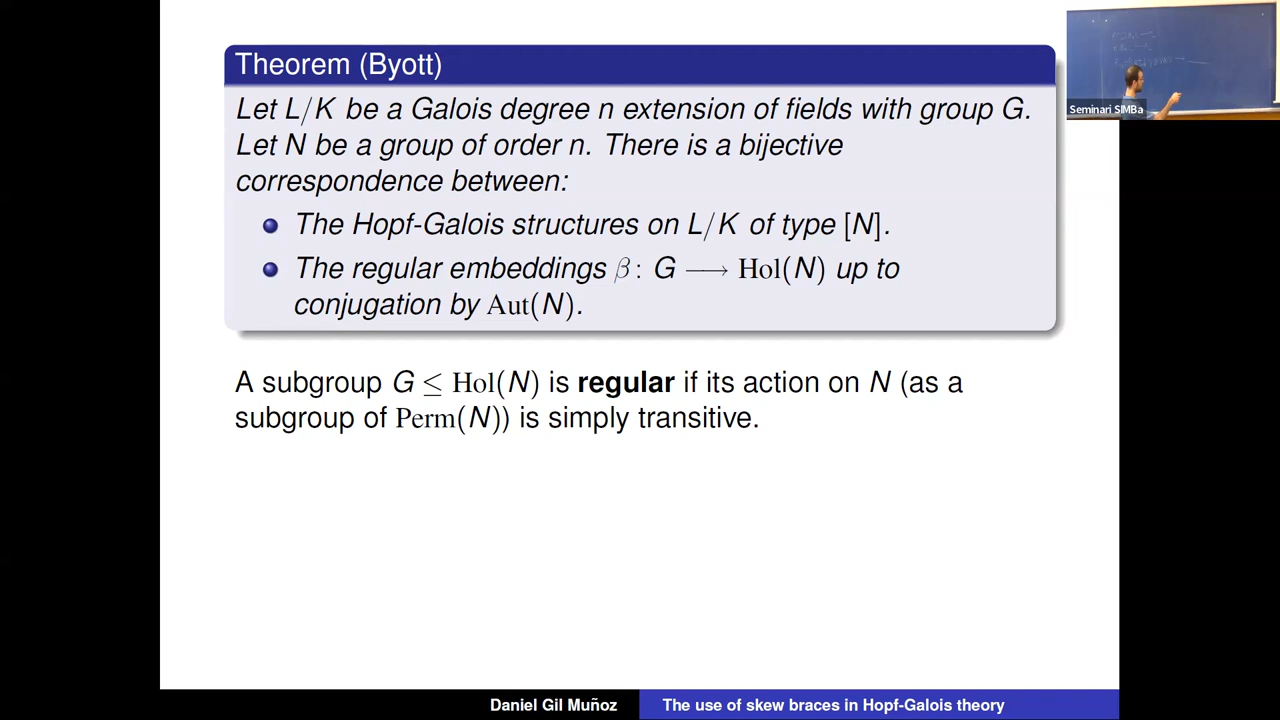 Theorem (Byott)
Let L/K be a Galois degree n extension of fields with group G.
Let N be a group of order n. There is a bijective
correspondence between:
The Hopf-Galois structures on L/K of type [N].
The regular embeddings β: G ⟶ Hol(N) up to
conjugation by Aut(N).
A subgroup G ≤ Hol(N) is regular if its action on N (as a
subgroup of Perm(N)) is simply transitive.
Seminari SIMBa
Daniel Gil Muñoz
The use of skew braces in Hopf-Galois theory